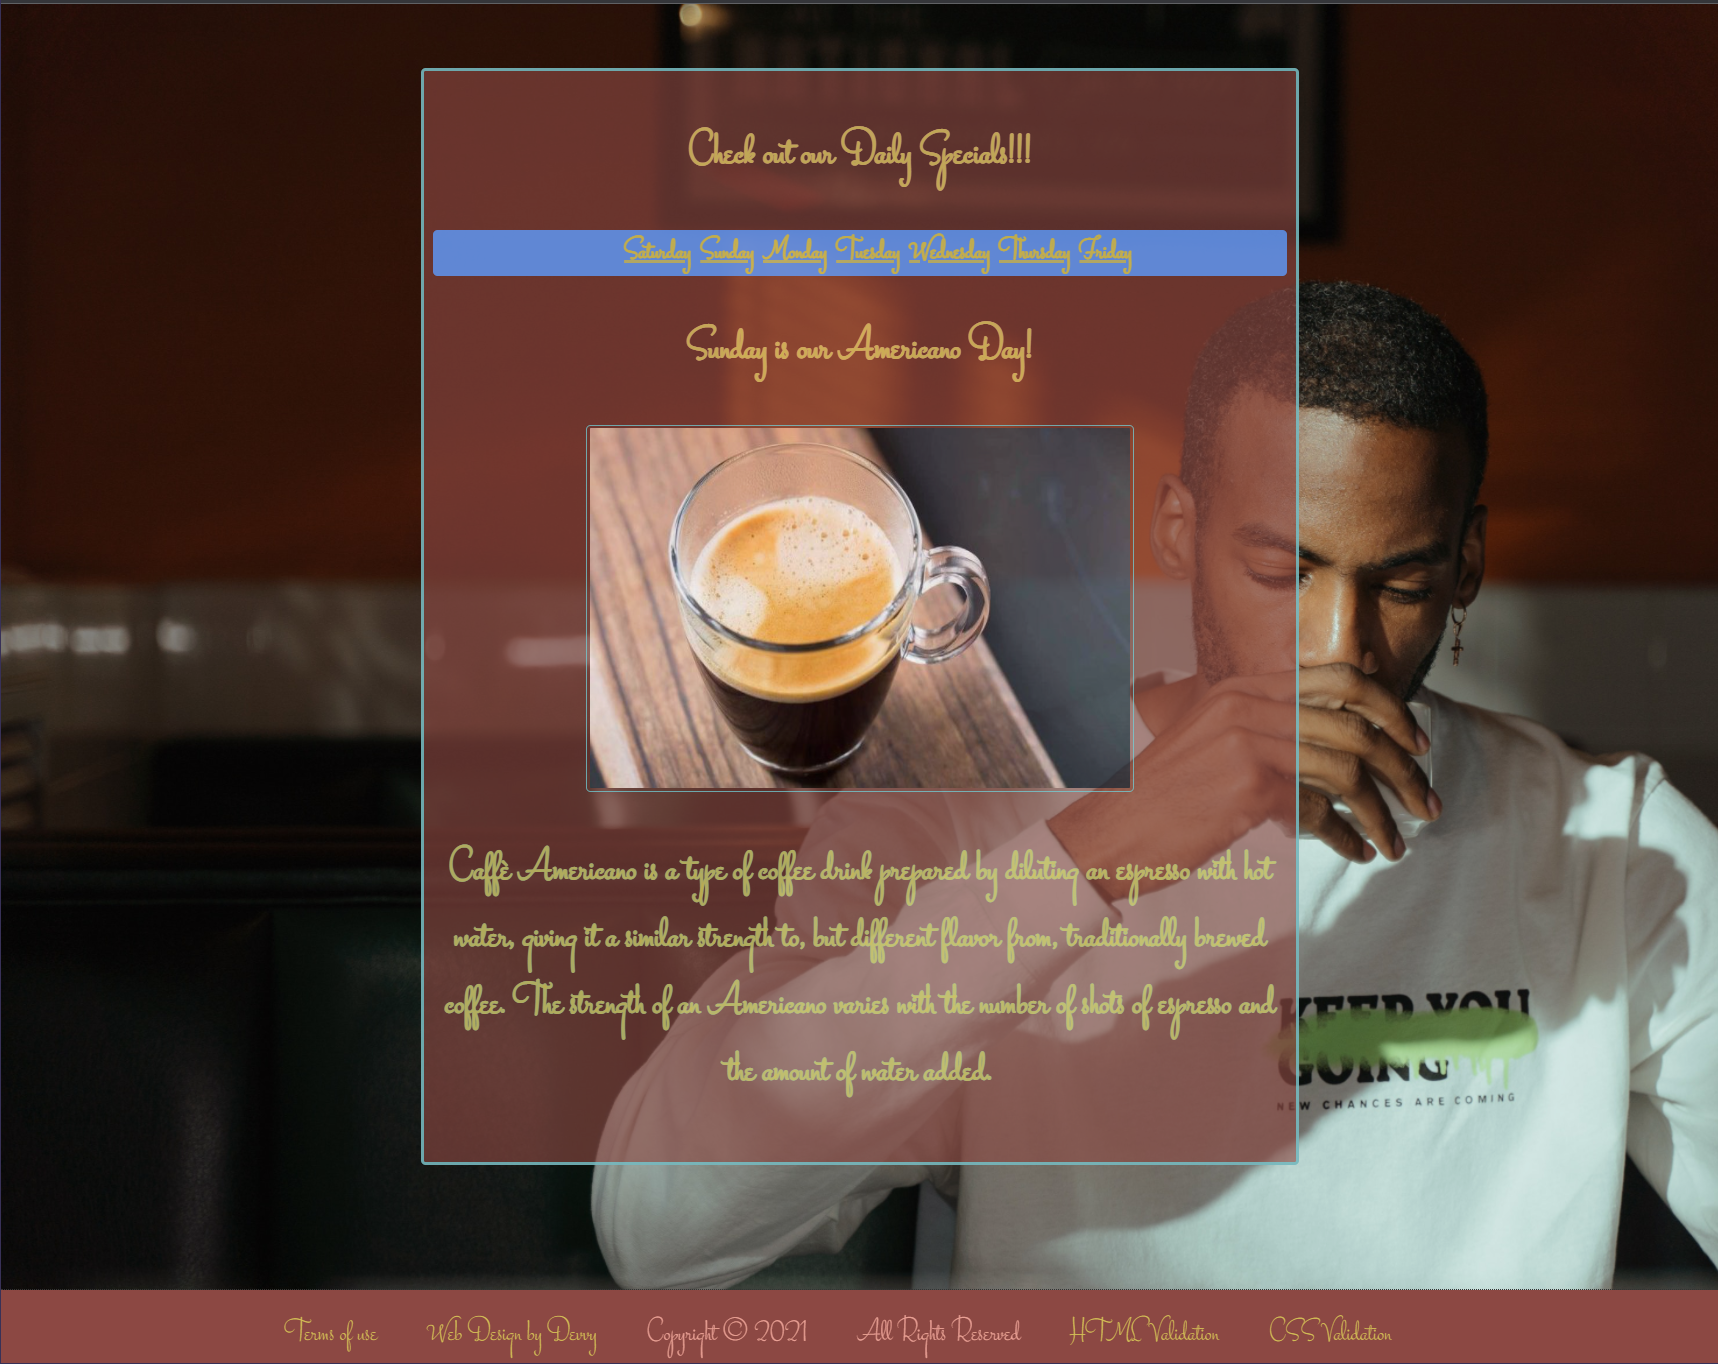 Check out our Daily Specials!!!
Saturday Sunday Monday Tuesday Wednesday Thursday Friday
Sunday is our Americano Day!
Caffè Americano is a type of coffee drink prepared by diluting an espresso with hot
water, giving it a similar strength to, but different flavor from, traditionally brewed
coffee. The strength of an Americano varies with the number of shots of espresso and
the amount of water added.
KEEP YOU
GOING
NEW CHANCES ARE COMING
Terms of use Web Design by Devvy Copyright © 2021 All Rights Reserved HTML Validation CSS Validation